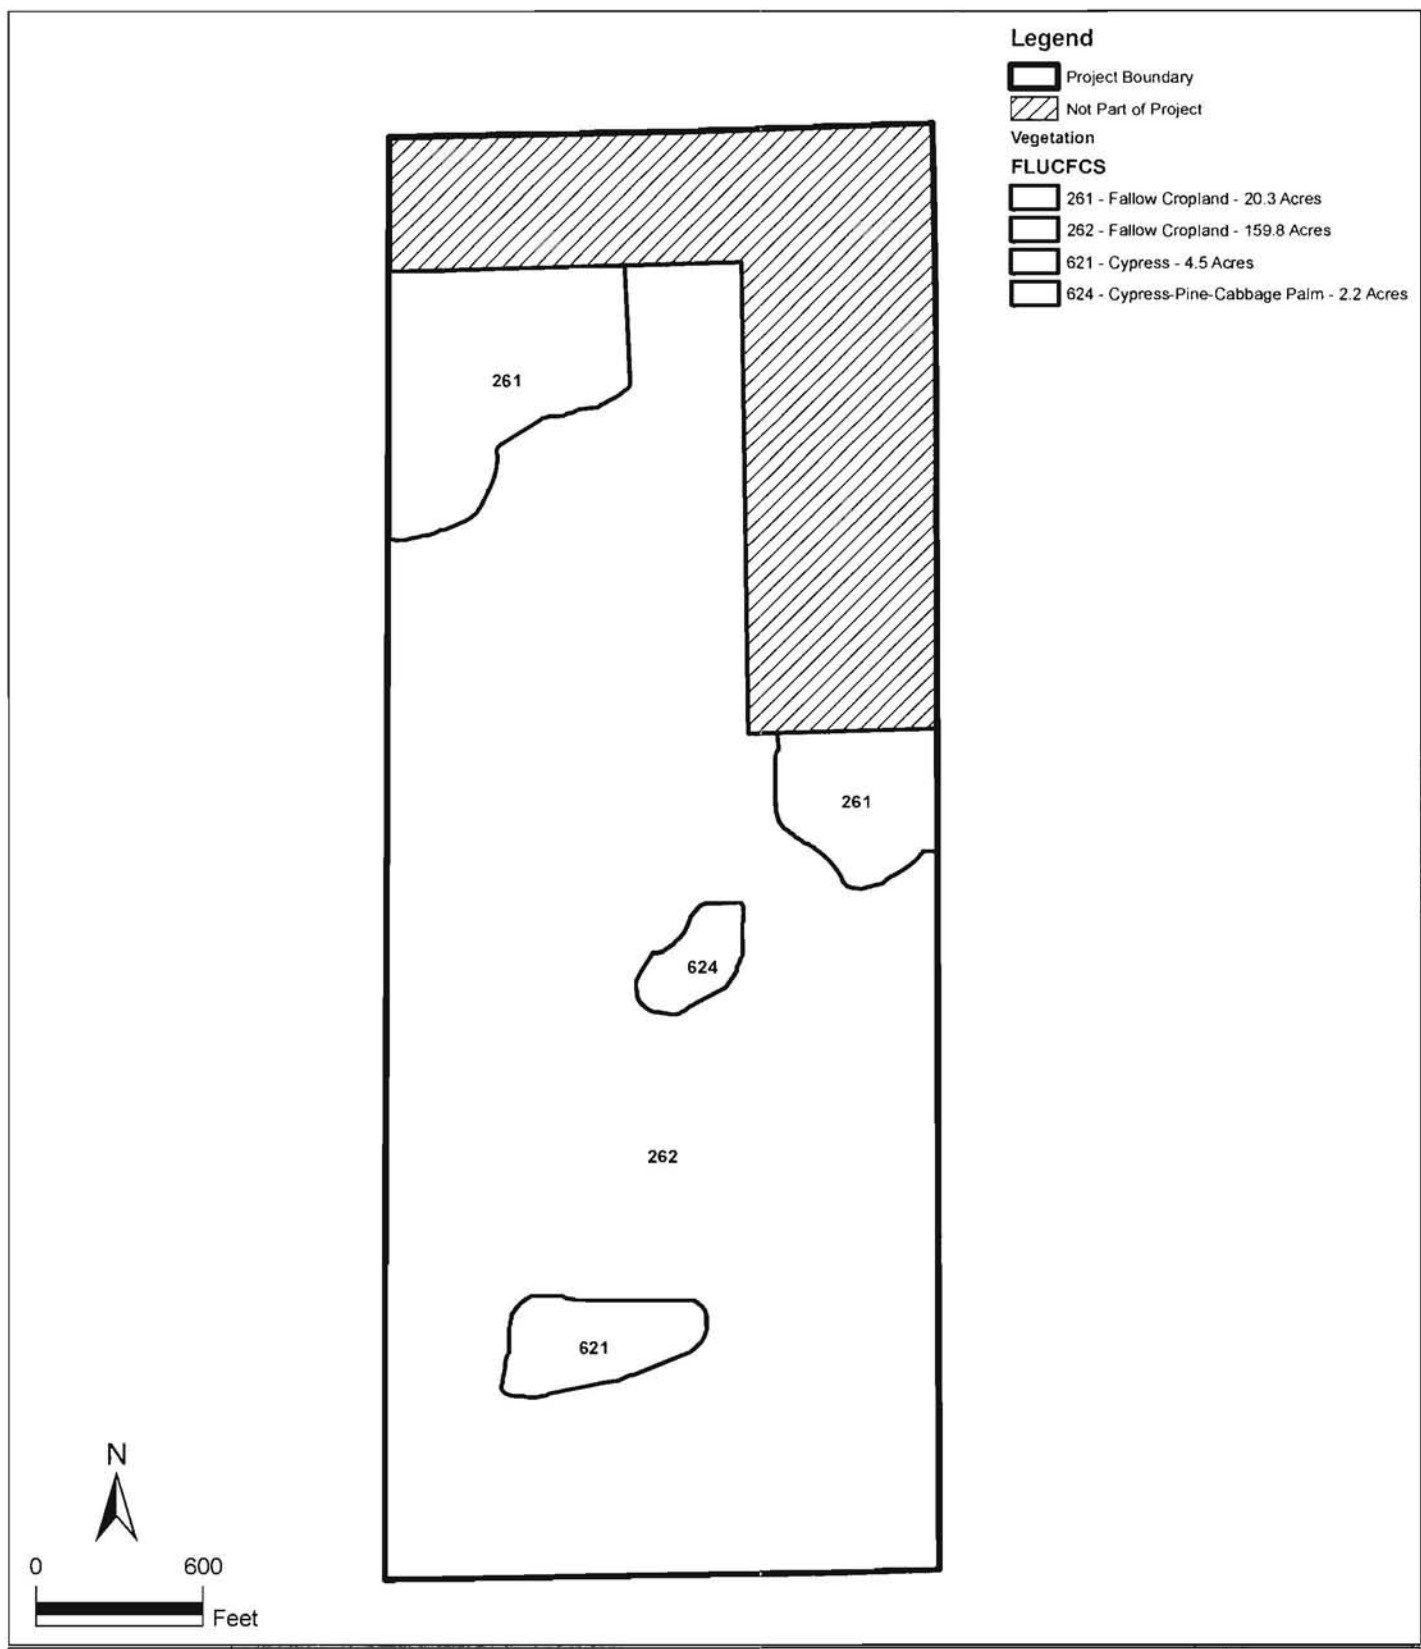 Legend
Project Boundary
Not Part of Project
Vegetation
FLUCFCS
261 - Fallow Cropland - 20.3 Acres
262 - Fallow Cropland - 159.8 Acres
621 - Cypress - 4.5 Acres
624 - Cypress-Pine-Cabbage Palm - 2.2 Acres
261
261
624
262
621
N
0 600
Feet